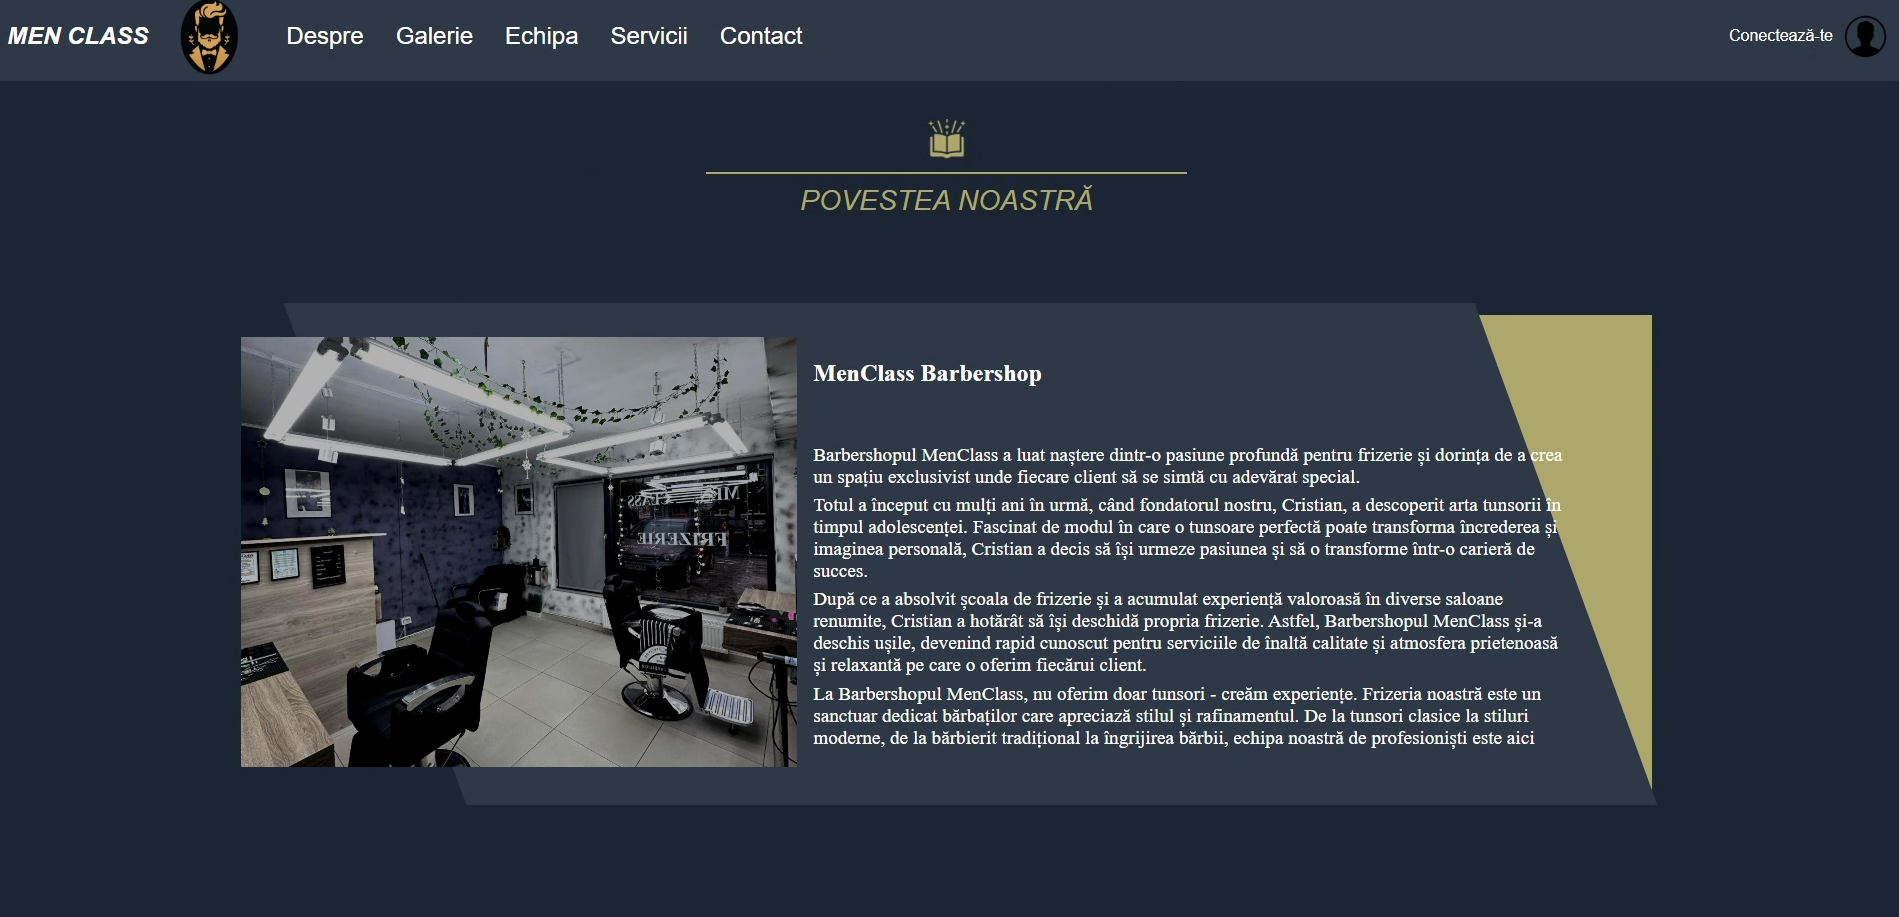 MEN CLASS
Despre
Galerie
Echipa
Servicii
Contact
Conectează-te
POVESTEA NOASTRĂ
MenClass Barbershop
Barbershopul MenClass a luat naștere dintr-o pasiune profundă pentru frizerie și dorința de a crea
un spațiu exclusivist unde fiecare client să se simtă cu adevărat special.
Totul a început cu mulți ani în urmă, când fondatorul nostru, Cristian, a descoperit arta tunsorii în
timpul adolescenței. Fascinat de modul în care o tunsoare perfectă poate transforma încrederea și
imaginea personală, Cristian a decis să își urmeze pasiunea și să o transforme într-o carieră de
succes.
După ce a absolvit școala de frizerie și a acumulat experiență valoroasă în diverse saloane
renumite, Cristian a hotărât să își deschidă propria frizerie. Astfel, Barbershopul MenClass și-a
deschis ușile, devenind rapid cunoscut pentru serviciile de înaltă calitate și atmosfera prietenoasă
și relaxantă pe care o oferim fiecărui client.
La Barbershopul MenClass, nu oferim doar tunsori - creăm experiențe. Frizeria noastră este un
sanctuar dedicat bărbaților care apreciază stilul și rafinamentul. De la tunsori clasice la stiluri
moderne, de la bărbierit tradițional la îngrijirea bărbii, echipa noastră de profesioniști este aici
MEN CLASS
FRIZERIE